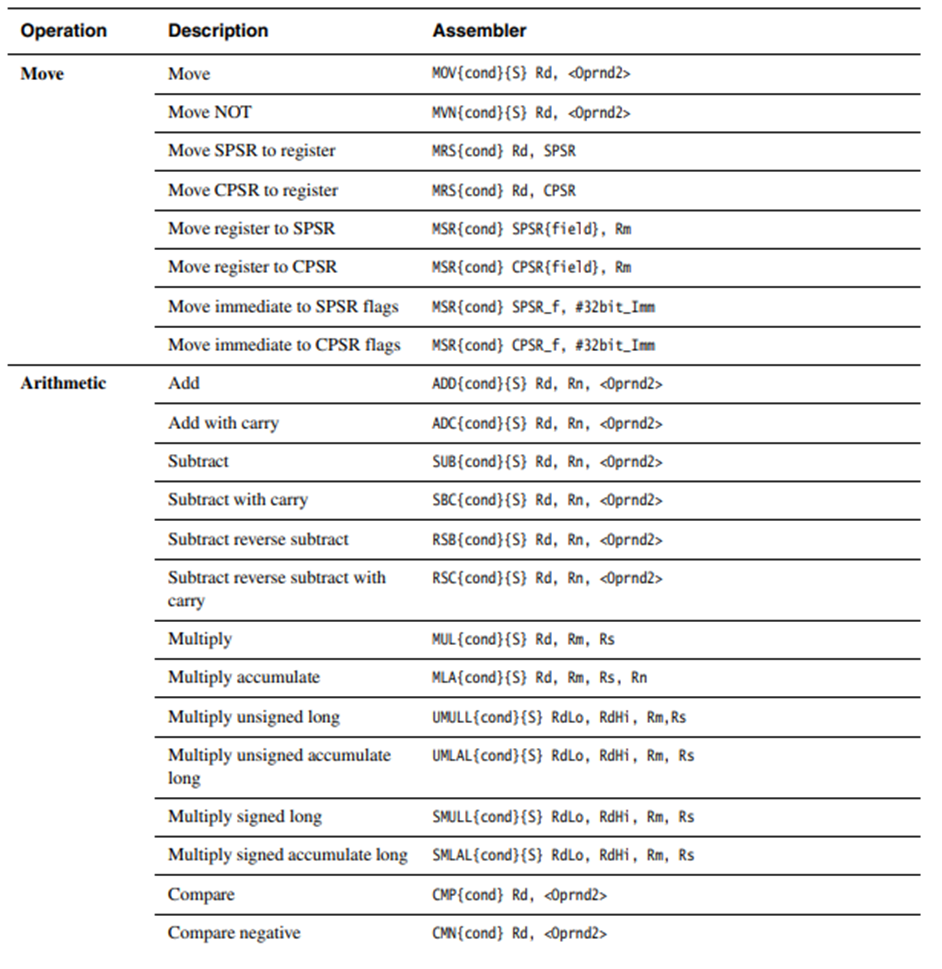 Operation Description Assembler
Move Move MOV{cond}{S} Rd, <Oprnd2>
Move NOT MVN{cond}{S} Rd, <Oprnd2>
Move SPSR to register MRS{cond} Rd, SPSR
Move CPSR to register MRS{cond} Rd, CPSR
Move register to SPSR MSR{cond} SPSR{field}, Rm
Move register to CPSR MSR{cond} CPSR{field}, Rm
Move immediate to SPSR flags MSR{cond} SPSR_f, #32bit_Imm
Move immediate to CPSR flags MSR{cond} CPSR_f, #32bit_Imm
Arithmetic Add ADD{cond}{S} Rd, Rn, <Oprnd2>
Add with carry ADC{cond}{S} Rd, Rn, <Oprnd2>
Subtract SUB{cond}{S} Rd, Rn, <Oprnd2>
Subtract with carry SBC{cond}{S} Rd, Rn, <Oprnd2>
Subtract reverse subtract RSB{cond}{S} Rd, Rn, <Oprnd2>
Subtract reverse subtract with RSC{cond}{S} Rd, Rn, <Oprnd2>
carry
Multiply MUL{cond}{S} Rd, Rm, Rs
Multiply accumulate MLA{cond}{S} Rd, Rm, Rs, Rn
Multiply unsigned long UMULL{cond}{S} RdLo, RdHi, Rm,Rs
Multiply unsigned accumulate UMLAL{cond}{S} RdLo, RdHi, Rm, Rs
long
Multiply signed long SMULL{cond}{S} RdLo, RdHi, Rm, Rs
Multiply signed accumulate long SMLAL{cond}{S} RdLo, RdHi, Rm, Rs
Compare CMP{cond} Rd, <Oprnd2>
Compare negative CMN{cond} Rd, <Oprnd2>